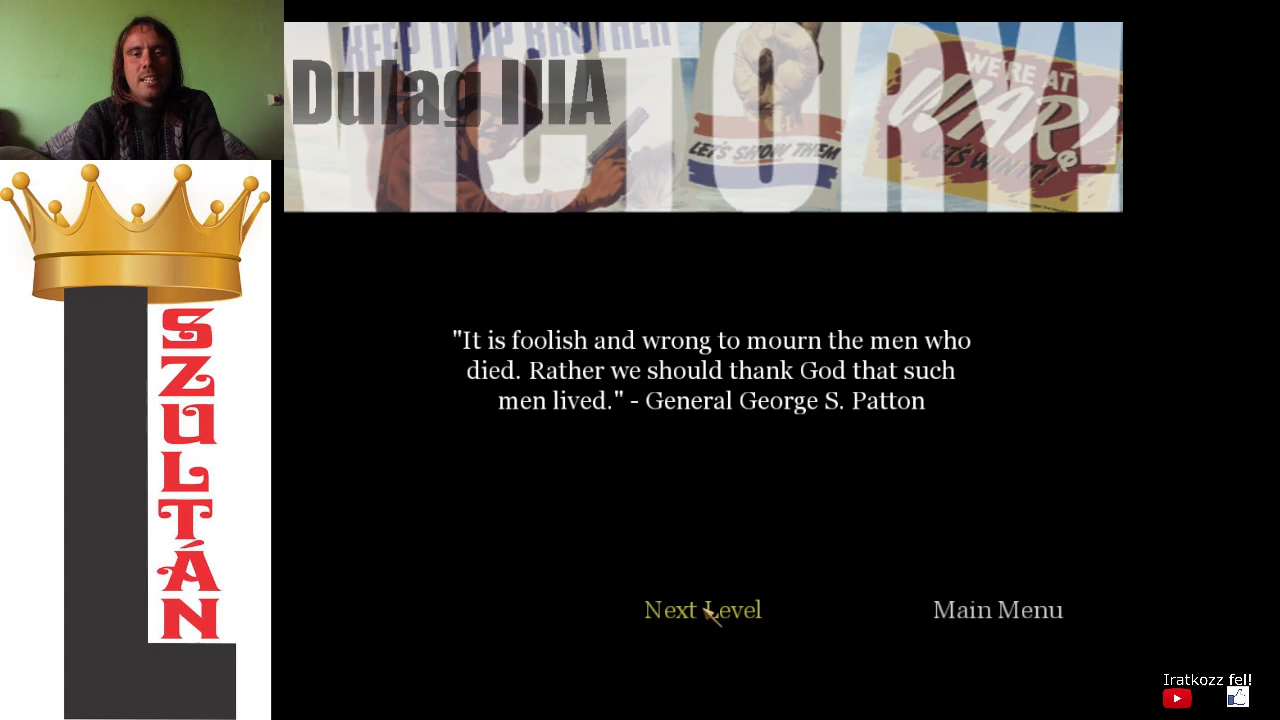 KEEP IT UP BROTHER
VICTORY
Dulag IIIA
WE'RE AT
WAR!
LET'S SHOW THEM
LET'S WIN IT!
"It is foolish and wrong to mourn the men who
died. Rather we should thank God that such
men lived." - General George S. Patton
L
SZULTÁN
Next Level
Main Menu
Iratkozz fel!